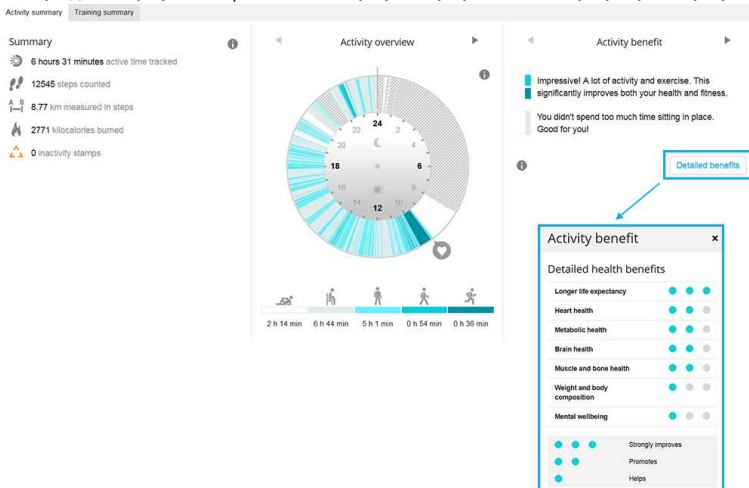 Activity summary
Training summary
Summary
6 hours 31 minutes active time tracked
12545 steps counted
A B
8.77 km measured in steps
2771 kilocalories burned
0 inactivity stamps
Activity overview
24
22
2
20
4
18
6
16
8
14
10
12
2 h 14 min
6 h 44 min
5 h 1 min
0 h 54 min
0 h 36 min
Activity benefit
Impressive! A lot of activity and exercise. This
significantly improves both your health and fitness.
You didn't spend too much time sitting in place.
Good for you!
Detailed benefits
Activity benefit
×
Detailed health benefits
Longer life expectancy
Heart health
Metabolic health
Brain health
Muscle and bone health
Weight and body
composition
Mental wellbeing
Strongly improves
Promotes
Helps